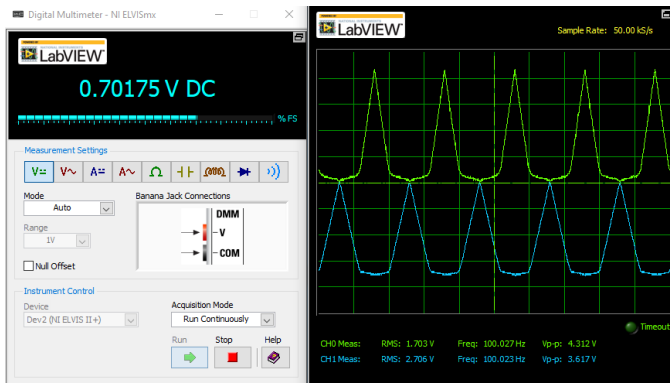 Digital Multimeter - NI ELVISmx
LabVIEW
0.70175 V DC
% FS
Measurement Settings
V= V~ A= A~ Ω
Mode
Auto
Banana Jack Connections
Range
1V
DMM
V
COM
Null Offset
Instrument Control
Device
Dev2 (NI ELVIS II+)
Acquisition Mode
Run Continuously
Run Stop Help
LabVIEW
Sample Rate: 50.00 kS/s
Timeout
CH0 Meas: RMS: 1.703 V Freq: 100.027 Hz Vp-p: 4.312 V
CH1 Meas: RMS: 2.706 V Freq: 100.023 Hz Vp-p: 3.617 V